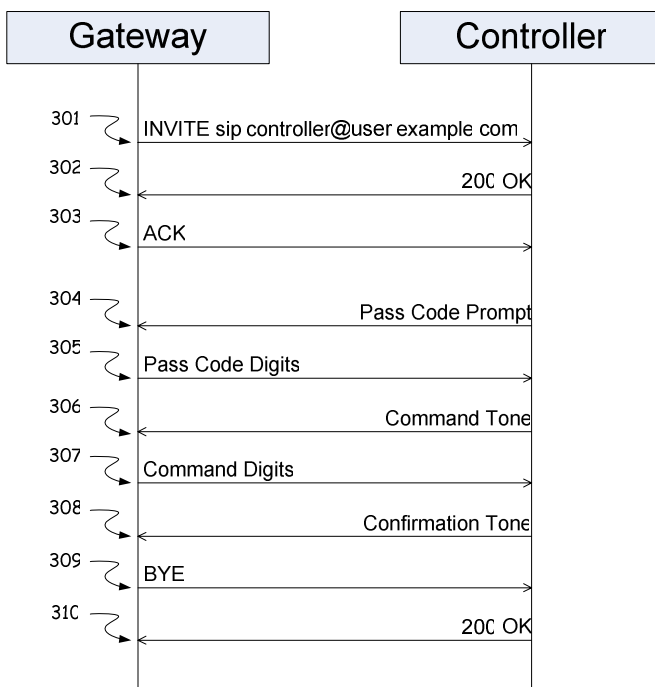 Gateway Controller
301 INVITE sip controller@user example com
302 200 OK
303 ACK
304 Pass Code Prompt
305 Pass Code Digits
306 Command Tone
307 Command Digits
308 Confirmation Tone
309 BYE
310 200 OK